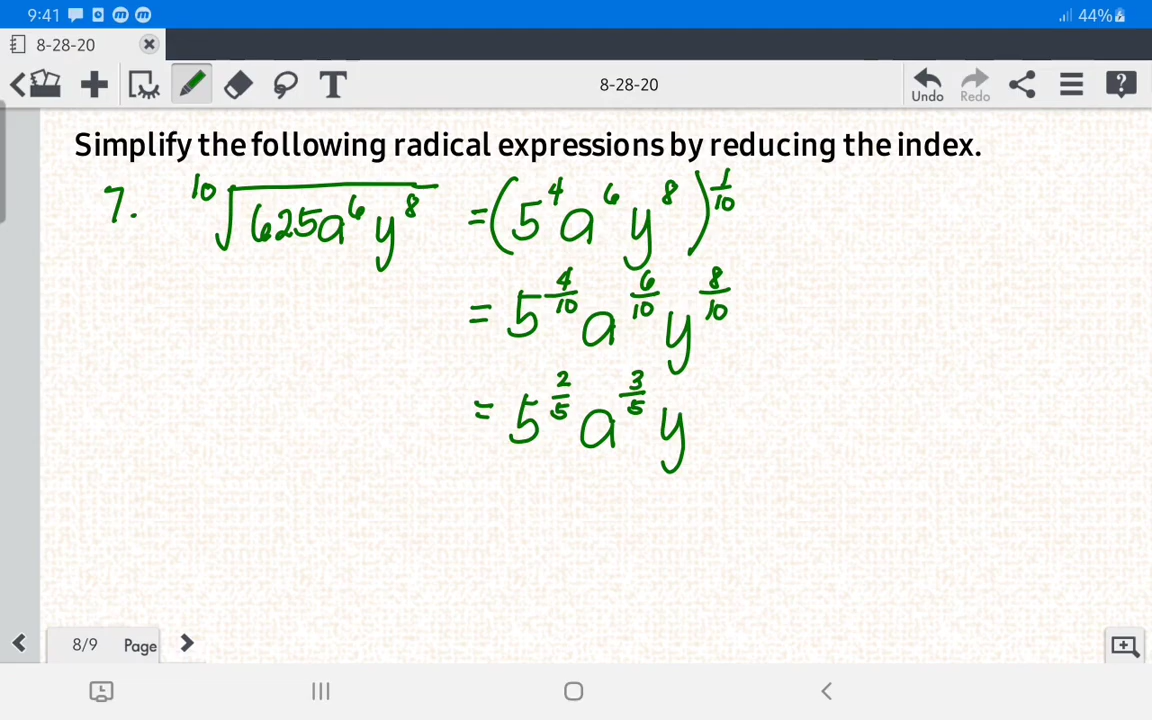 9:41 44%
8-28-20
8-28-20 Undo Redo
Simplify the following radical expressions by reducing the index.
7. ¹⁰√(625a⁶y⁸) = (5⁴a⁶y⁸)^(1/10)
= 5^(4/10) a^(6/10) y^(8/10)
= 5^(2/5) a^(3/5) y
8/9 Page